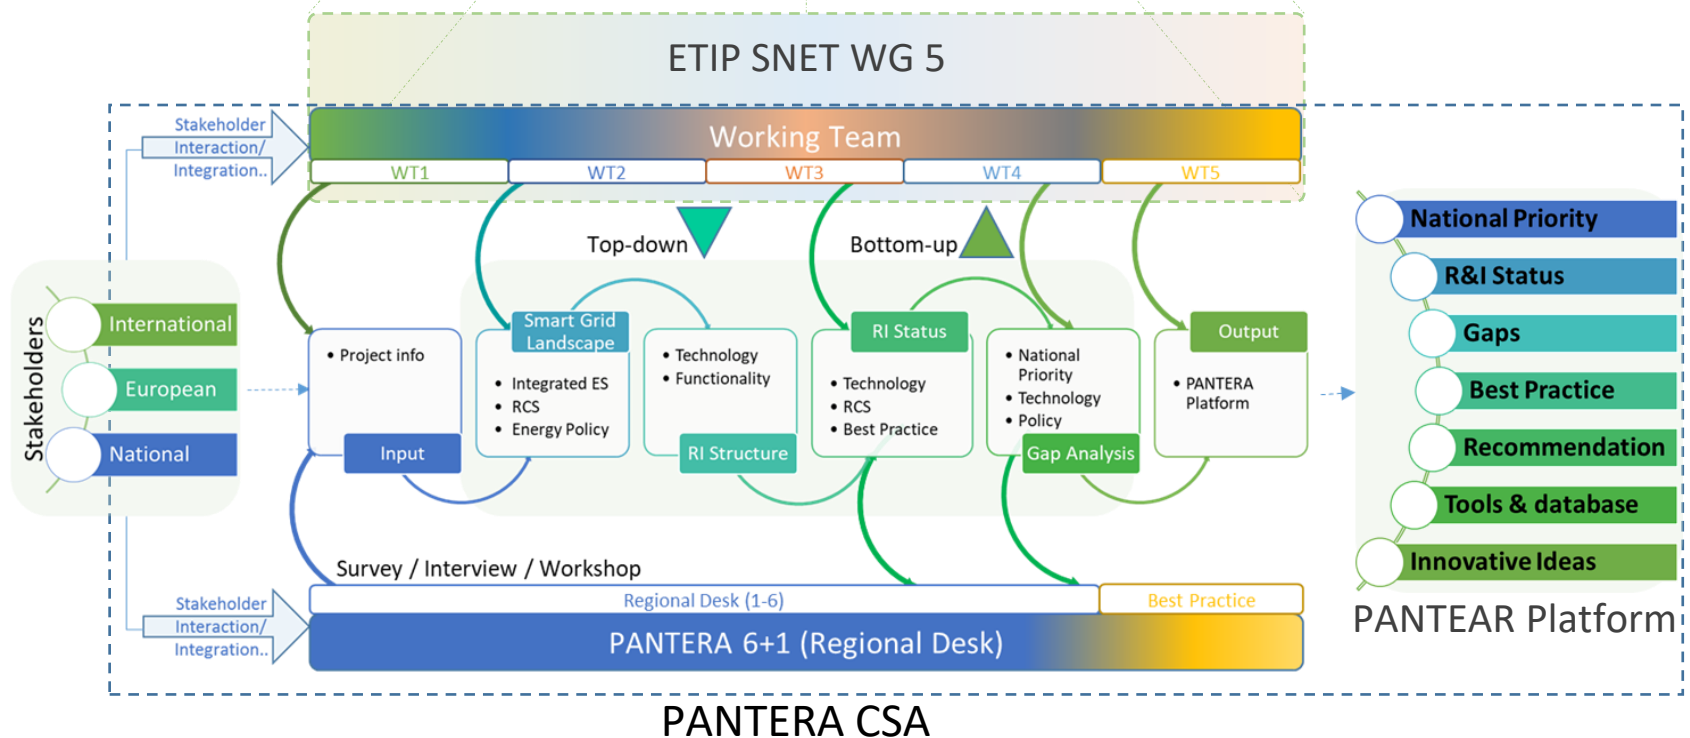 ETIP SNET WG 5
Stakeholder
Interaction/
Integration..
Working Team
WT1
WT2
WT3
WT4
WT5
Top-down
Bottom-up
Stakeholders
International
European
National
• Project info
Input
Smart Grid
Landscape
• Integrated ES
• RCS
• Energy Policy
• Technology
• Functionality
RI Structure
RI Status
• Technology
• RCS
• Best Practice
• National
Priority
• Technology
• Policy
Gap Analysis
Output
• PANTERA
Platform
National Priority
R&I Status
Gaps
Best Practice
Recommendation
Tools & database
Innovative Ideas
PANTEAR Platform
Survey / Interview / Workshop
Stakeholder
Interaction/
Integration..
Regional Desk (1-6)
Best Practice
PANTERA 6+1 (Regional Desk)
PANTERA CSA